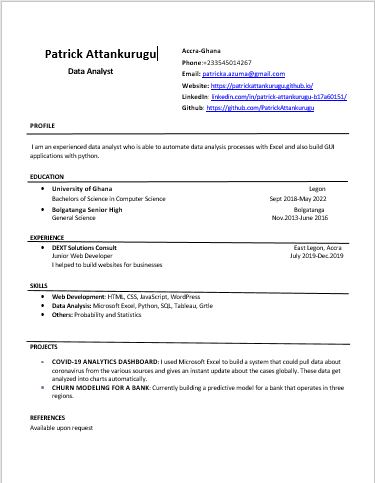 Patrick Attankurugu
Data Analyst
Accra-Ghana
Phone:+233545014267
Email: patricka.azuma@gmail.com
Website: https://patrickattankurugu.github.io/
LinkedIn: linkedin.com/in/patrick-attankurugu-b17a60151/
Github: https://github.com/PatrickAttankurugu
PROFILE
I am an experienced data analyst who is able to automate data analysis processes with Excel and also build GUI
applications with python.
EDUCATION
• University of Ghana Legon
Bachelors of Science in Computer Science Sept 2018-May 2022
• Bolgatanga Senior High Bolgatanga
General Science Nov.2013-June 2016
EXPERIENCE
• DEXT Solutions Consult East Legon, Accra
Junior Web Developer July 2019-Dec.2019
I helped to build websites for businesses
SKILLS
• Web Development: HTML, CSS, JavaScript, WordPress
• Data Analysis: Microsoft Excel, Python, SQL, Tableau, Grtle
• Others: Probability and Statistics
PROJECTS
- COVID-19 ANALYTICS DASHBOARD: I used Microsoft Excel to build a system that could pull data about
coronavirus from the various sources and gives an instant update about the cases globally. These data get
analyzed into charts automatically.
- CHURN MODELING FOR A BANK: Currently building a predictive model for a bank that operates in three
regions.
REFERENCES
Available upon request